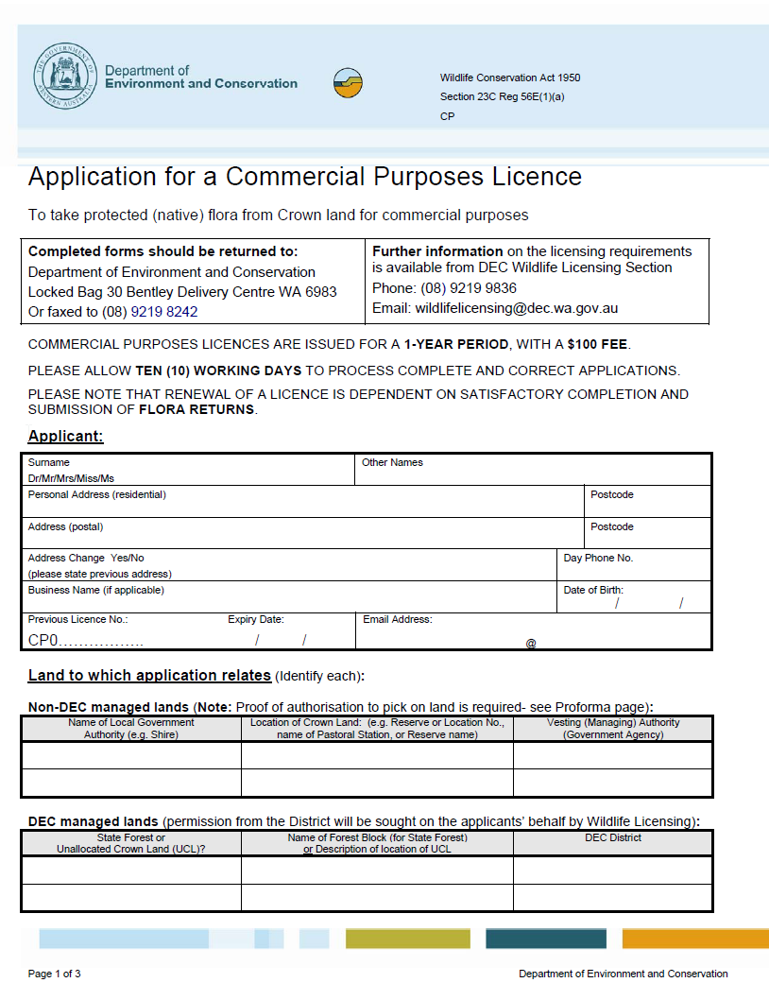 THE GOVERNMENT OF
WESTERN AUSTRALIA
Department of
Environment and Conservation
Wildlife Conservation Act 1950
Section 23C Reg 56E(1)(a)
CP
Application for a Commercial Purposes Licence
To take protected (native) flora from Crown land for commercial purposes
Completed forms should be returned to:
Department of Environment and Conservation
Locked Bag 30 Bentley Delivery Centre WA 6983
Or faxed to (08) 9219 8242
Further information on the licensing requirements
is available from DEC Wildlife Licensing Section
Phone: (08) 9219 9836
Email: wildlifelicensing@dec.wa.gov.au
COMMERCIAL PURPOSES LICENCES ARE ISSUED FOR A 1-YEAR PERIOD, WITH A $100 FEE.
PLEASE ALLOW TEN (10) WORKING DAYS TO PROCESS COMPLETE AND CORRECT APPLICATIONS.
PLEASE NOTE THAT RENEWAL OF A LICENCE IS DEPENDENT ON SATISFACTORY COMPLETION AND
SUBMISSION OF FLORA RETURNS.
Applicant:
Surname
Dr/Mr/Mrs/Miss/Ms
Other Names
Personal Address (residential)
Postcode
Address (postal)
Postcode
Address Change Yes/No
(please state previous address)
Day Phone No.
Business Name (if applicable)
Date of Birth:
/ /
Previous Licence No.:
CP0................
Expiry Date:
/ /
Email Address:
@
Land to which application relates (Identify each):
Non-DEC managed lands (Note: Proof of authorisation to pick on land is required- see Proforma page):
Name of Local Government
Authority (e.g. Shire)
Location of Crown Land: (e.g. Reserve or Location No.,
name of Pastoral Station, or Reserve name)
Vesting (Managing) Authority
(Government Agency)
DEC managed lands (permission from the District will be sought on the applicants' behalf by Wildlife Licensing):
State Forest or
Unallocated Crown Land (UCL)?
Name of Forest Block (for State Forest)
or Description of location of UCL
DEC District
Page 1 of 3
Department of Environment and Conservation